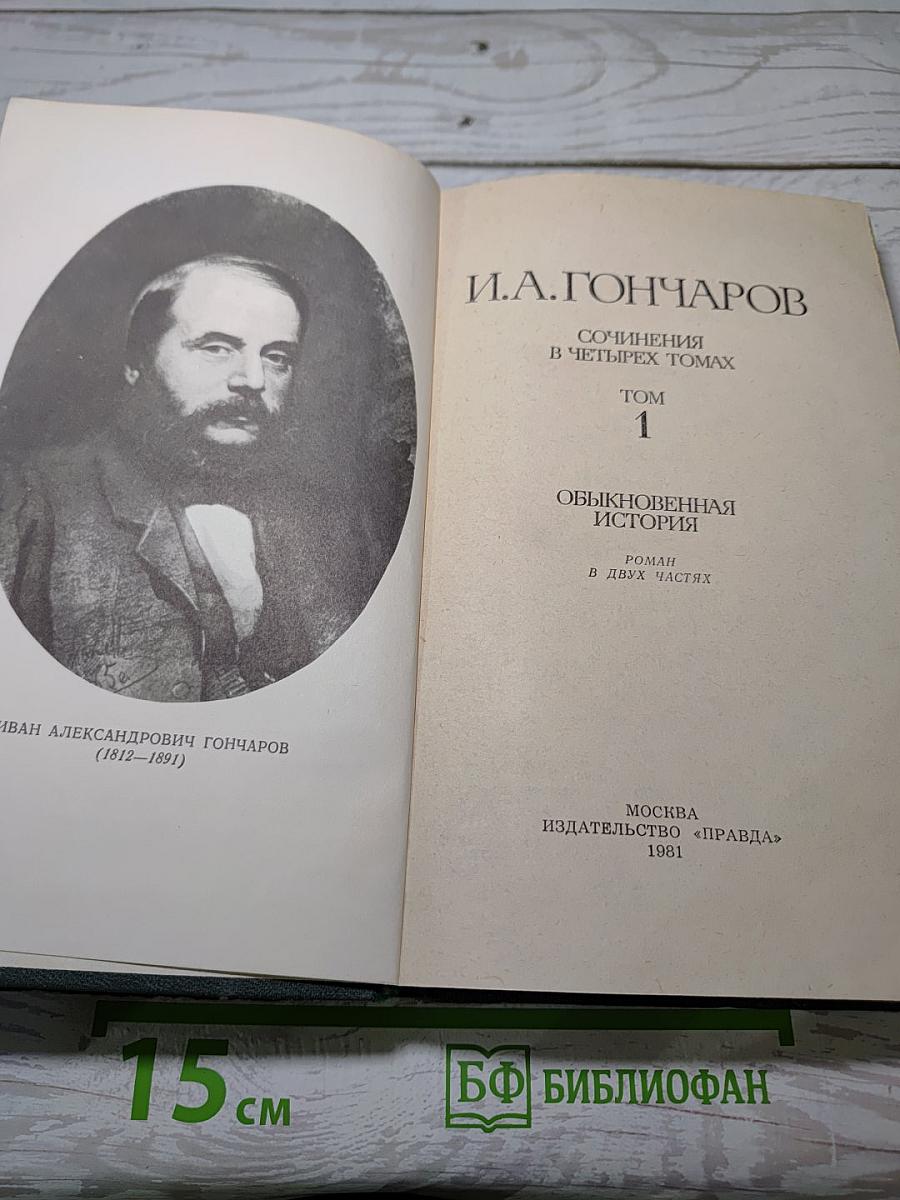 ИВАН АЛЕКСАНДРОВИЧ ГОНЧАРОВ
(1812—1891)
И.А.ГОНЧАРОВ
СОЧИНЕНИЯ
В ЧЕТЫРЕХ ТОМАХ
ТОМ
1
ОБЫКНОВЕННАЯ
ИСТОРИЯ
РОМАН
В ДВУХ ЧАСТЯХ
МОСКВА
ИЗДАТЕЛЬСТВО «ПРАВДА»
1981
15 см
БФ БИБЛИОФАН